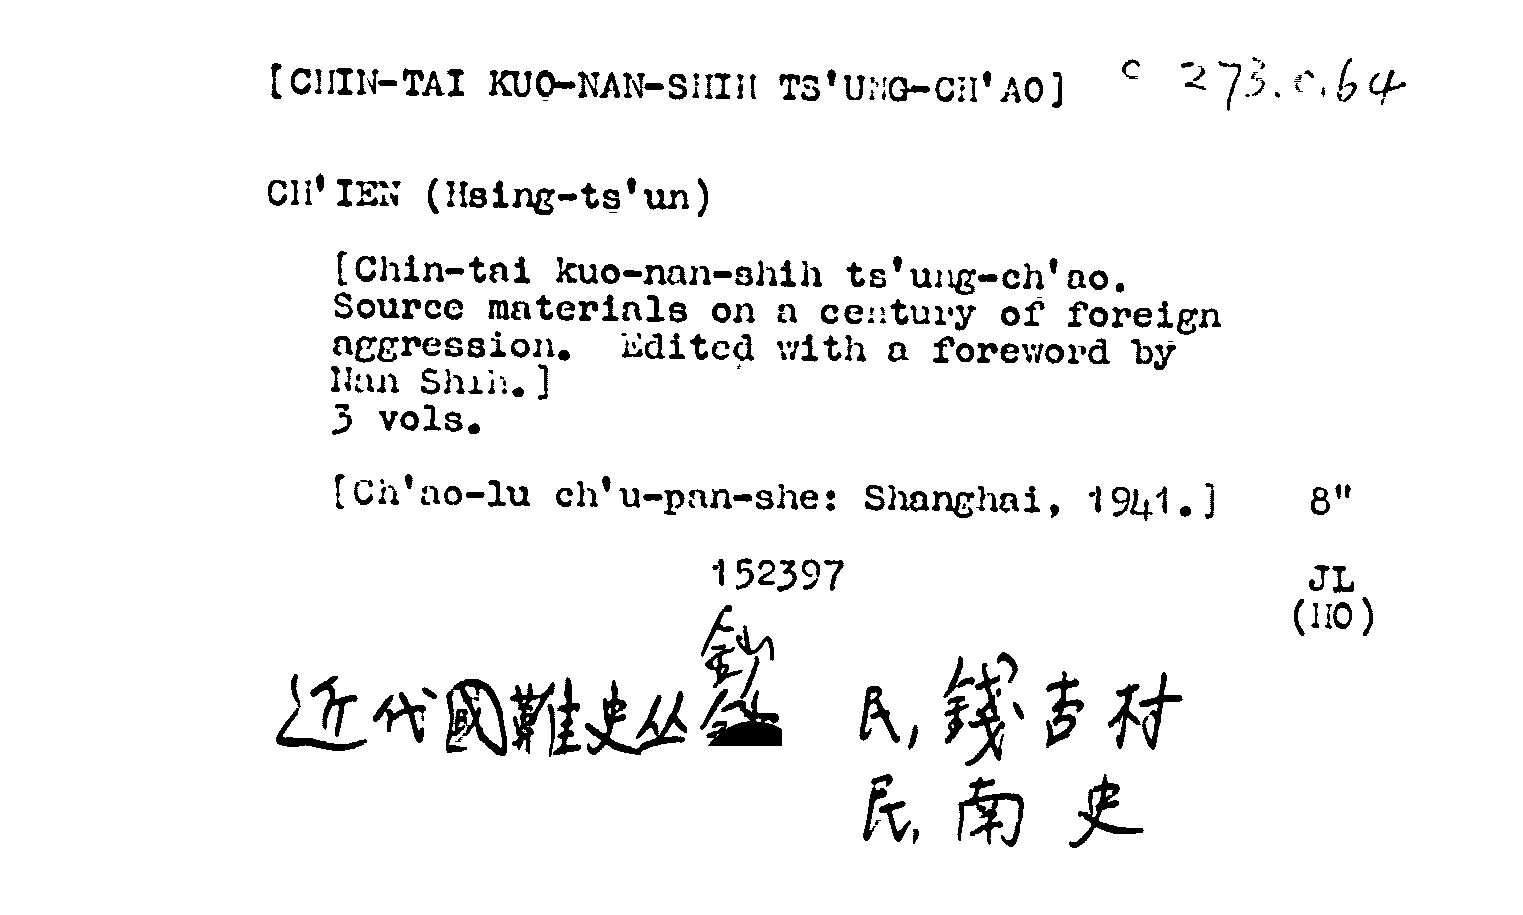 [CHIN-TAI KUO-NAN-SHIH TS'UNG-CH'AO] c 273.c.64
CH'IEN (Hsing-ts'un)
[Chin-tai kuo-nan-shih ts'ung-ch'ao.
Source materials on a century of foreign
aggression. Edited with a foreword by
Nan Shih.]
3 vols.
[Ch'ao-lu ch'u-pan-she: Shanghai, 1941.] 8"
152397 JL
(HO)
鈔
近代國難史丛 民, 錢杏村
民, 南史